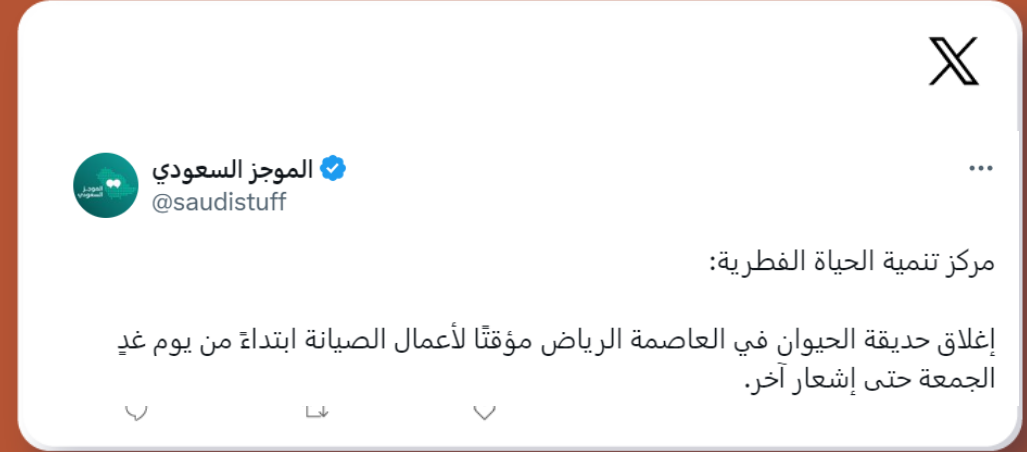 الموجز السعودي
@saudistuff
مركز تنمية الحياة الفطرية:
إغلاق حديقة الحيوان في العاصمة الرياض مؤقتًا لأعمال الصيانة ابتداءً من يوم غدٍ
الجمعة حتى إشعار آخر.